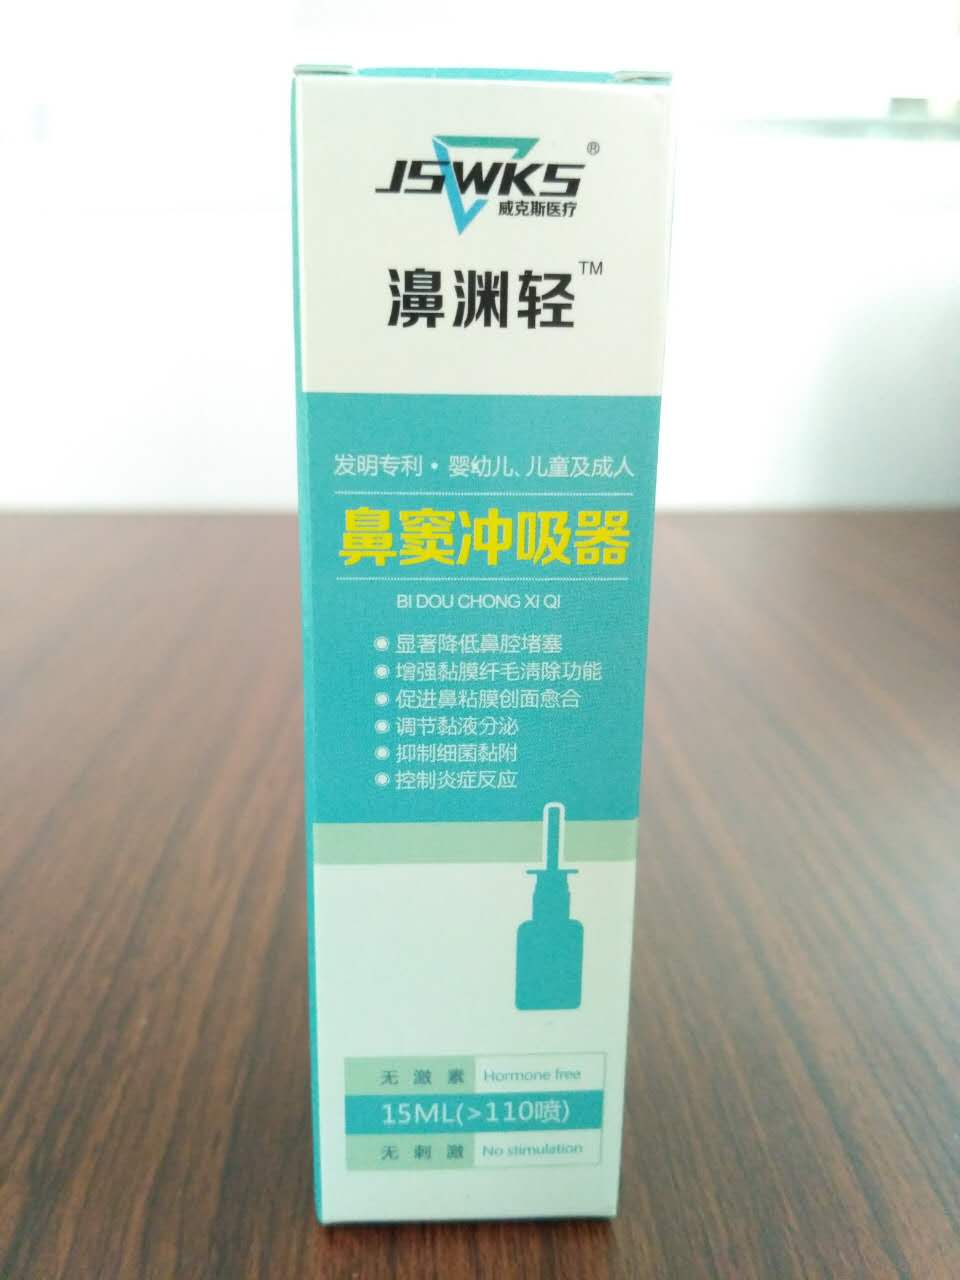 JSWKS®
威克斯医疗
濞渊轻™
发明专利·婴幼儿、儿童及成人
鼻窦冲吸器
BI DOU CHONG XI QI
◉ 显著降低鼻腔堵塞
◉ 增强黏膜纤毛清除功能
◉ 促进鼻粘膜创面愈合
◉ 调节黏液分泌
◉ 抑制细菌黏附
◉ 控制炎症反应
无激素 Hormone free
15ML(>110喷)
无刺激 No stimulation